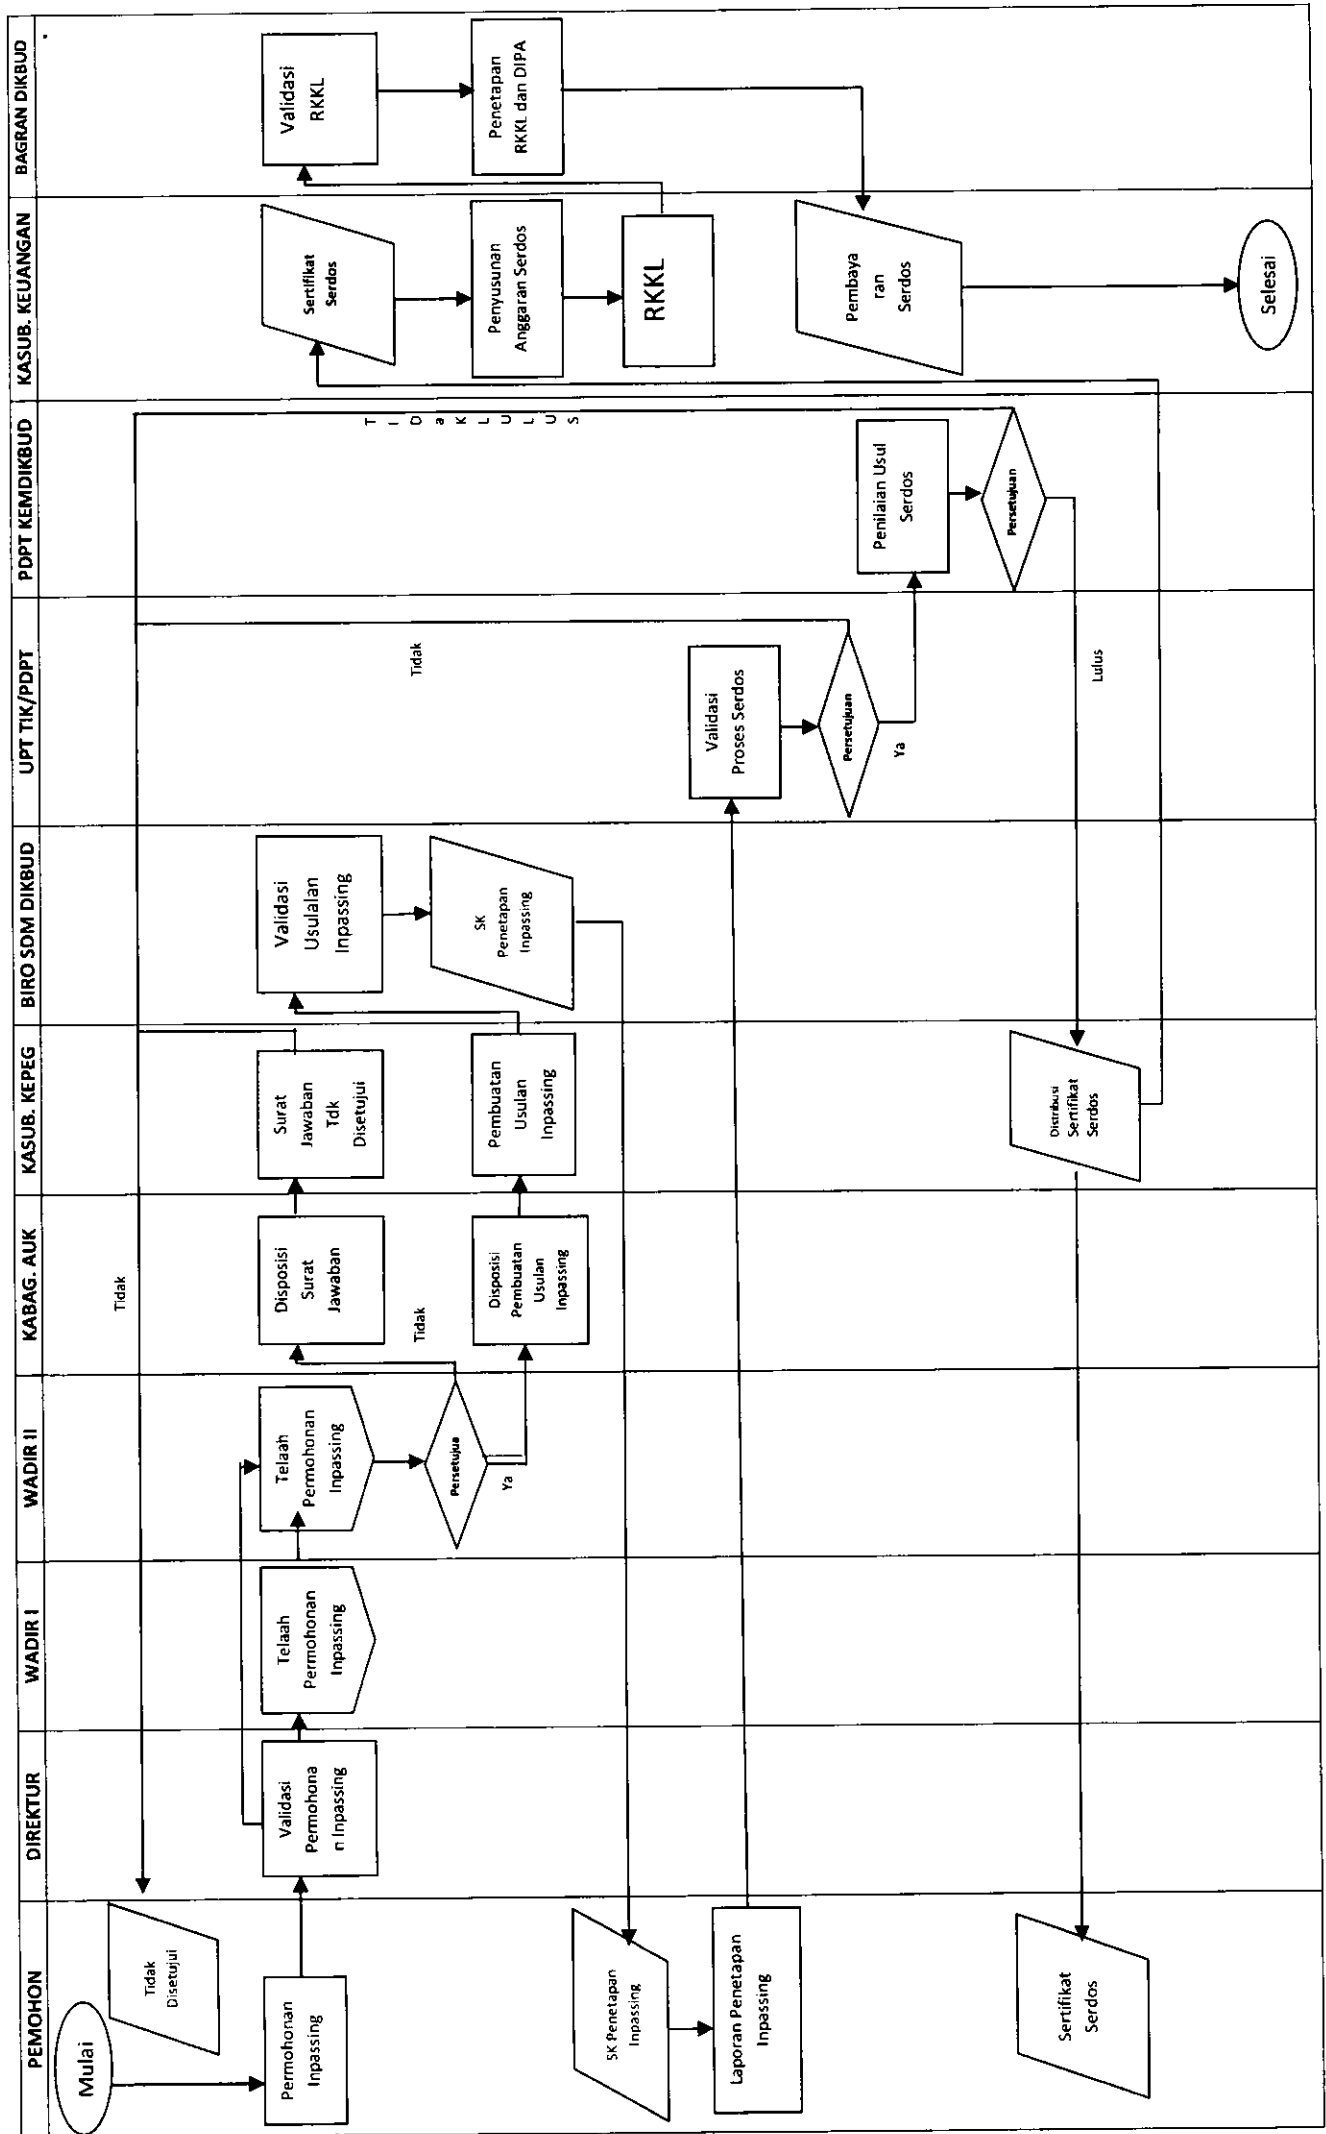 PEMOHON
DIREKTUR
WADIR I
WADIR II
KABAG. AUK
KASUB. KEPEG
BIRO SDM DIKBUD
UPT TIK/PDPT
PDPT KEMDIKBUD
KASUB. KEUANGAN
BAGRAN DIKBUD
Mulai
Tidak
Disetujui
Tidak
Permohonan
Inpassing
Validasi
Permohona
n Inpassing
Telaah
Permohonan
Inpassing
Telaah
Permohonan
Inpassing
Disposisi
Surat
Jawaban
Surat
Jawaban
Tdk
Disetujui
Validasi
Usulalan
Inpassing
Sertifikat
Serdos
Validasi
RKKL
Persetujua
Tidak
Ya
Tidak
T
I
D
a
K
L
U
L
U
S
Disposisi
Pembuatan
Usulan
Inpassing
Pembuatan
Usulan
Inpassing
SK
Penetapan
Inpassing
Penyusunan
Anggaran Serdos
Penetapan
RKKL dan DIPA
RKKL
SK Penetapan
Inpassing
Laporan Penetapan
Inpassing
Validasi
Proses Serdos
Persetujuan
Ya
Penilaian Usul
Serdos
Pembaya
ran
Serdos
Persetujuan
Lulus
Sertifikat
Serdos
Distribusi
Sertifikat
Serdos
Selesai